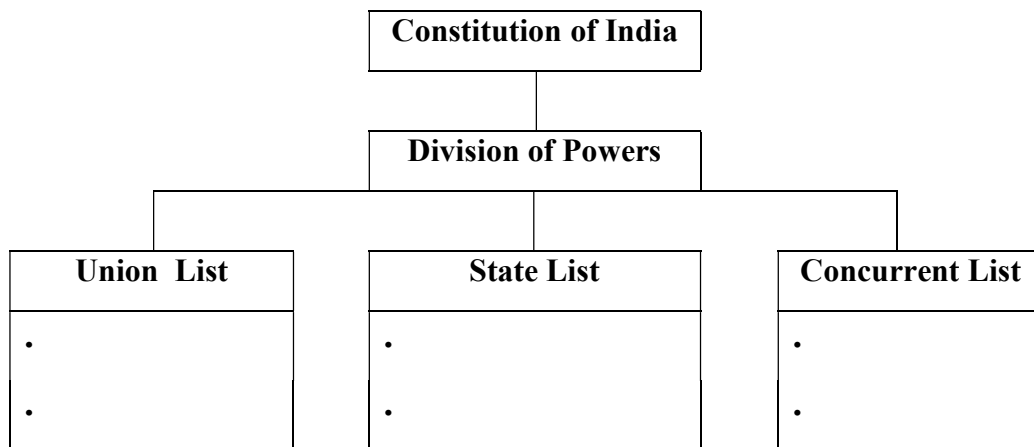 Constitution of India
Division of Powers
Union List
State List
Concurrent List
•
•
•
•
•
•